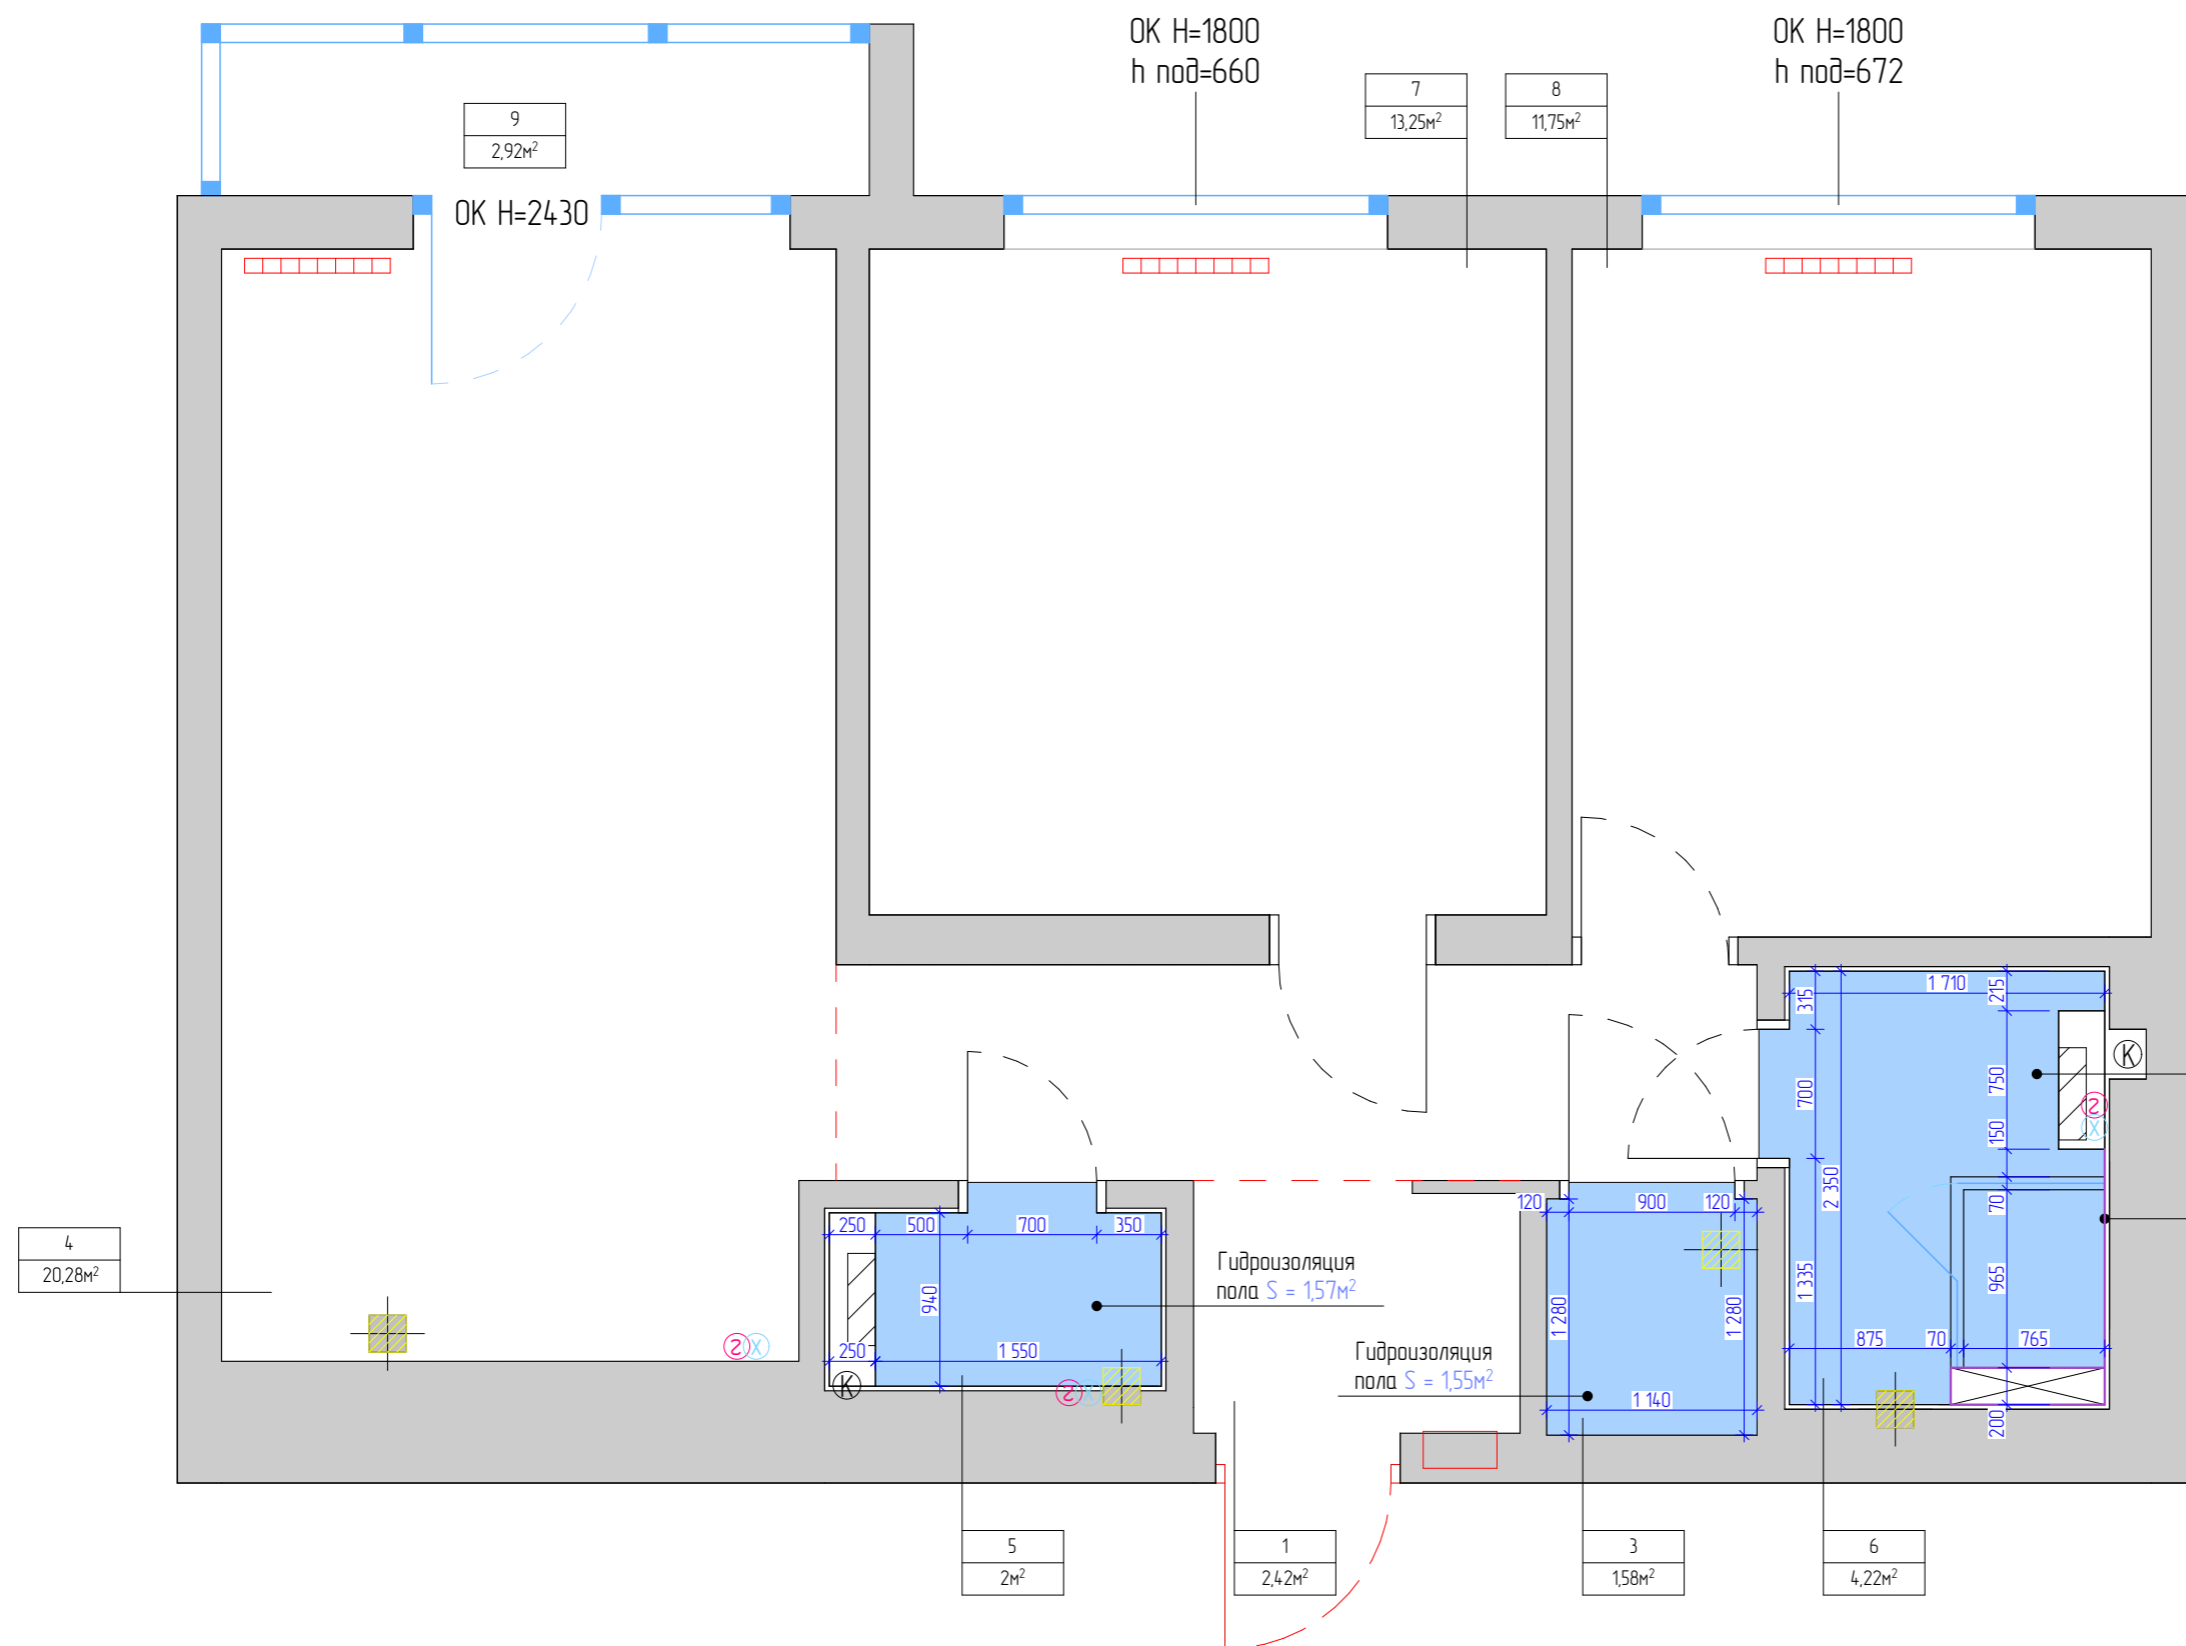 ОК H=1800
h под=660
ОК H=1800
h под=672
7
13,25м²
8
11,75м²
9
2,92м²
ОК H=2430
1 710
315
215
К
750
700
г
х
150
2 350
120
900
120
70
250
500
700
350
4
20,28м²
Гидроизоляция
пола S = 1,57м²
940
1 280
1 280
1 335
965
г х
250
1 550
875
70
765
Гидроизоляция
пола S = 1,55м²
К
г х
1 140
200
5
2м²
1
2,42м²
3
1,58м²
6
4,22м²